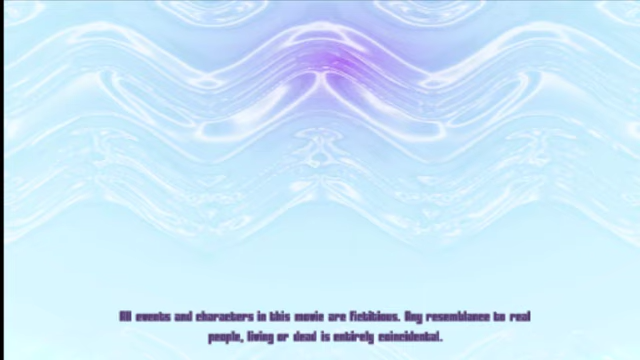 All events and characters in this movie are fictitious. Any resemblance to real
people, living or dead is entirely coincidental.